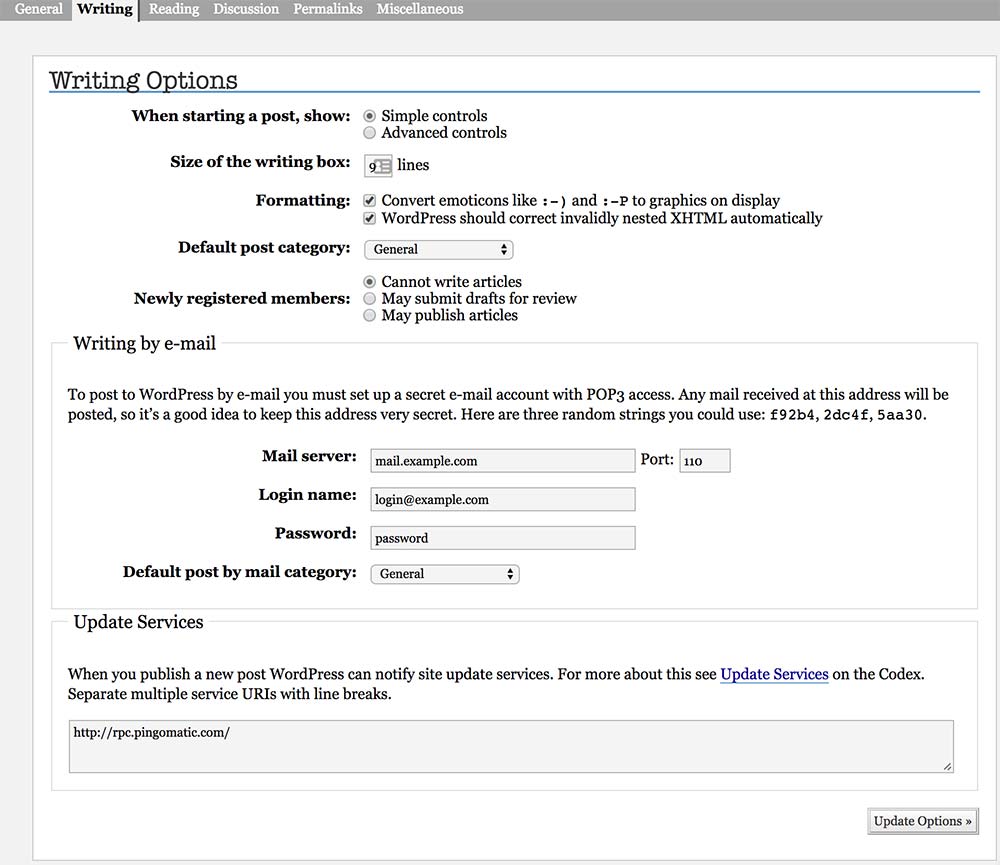 General Writing Reading Discussion Permalinks Miscellaneous
Writing Options
When starting a post, show: Simple controls
Advanced controls
Size of the writing box: 9 lines
Formatting: Convert emoticons like :-) and :-P to graphics on display
WordPress should correct invalidly nested XHTML automatically
Default post category: General
Cannot write articles
Newly registered members: May submit drafts for review
May publish articles
Writing by e-mail
To post to WordPress by e-mail you must set up a secret e-mail account with POP3 access. Any mail received at this address will be
posted, so it’s a good idea to keep this address very secret. Here are three random strings you could use: f92b4, 2dc4f, 5aa30.
Mail server: mail.example.com Port: 110
Login name: login@example.com
Password: password
Default post by mail category: General
Update Services
When you publish a new post WordPress can notify site update services. For more about this see Update Services on the Codex.
Separate multiple service URIs with line breaks.
http://rpc.pingomatic.com/
Update Options »